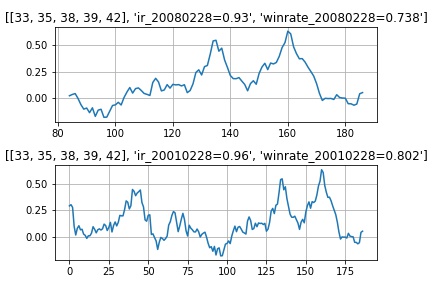 [[33, 35, 38, 39, 42], 'ir_20080228=0.93', 'winrate_20080228=0.738']
0.50
0.25
0.00
80 100 120 140 160 180
[[33, 35, 38, 39, 42], 'ir_20010228=0.96', 'winrate_20010228=0.802']
0.50
0.25
0.00
0 25 50 75 100 125 150 175